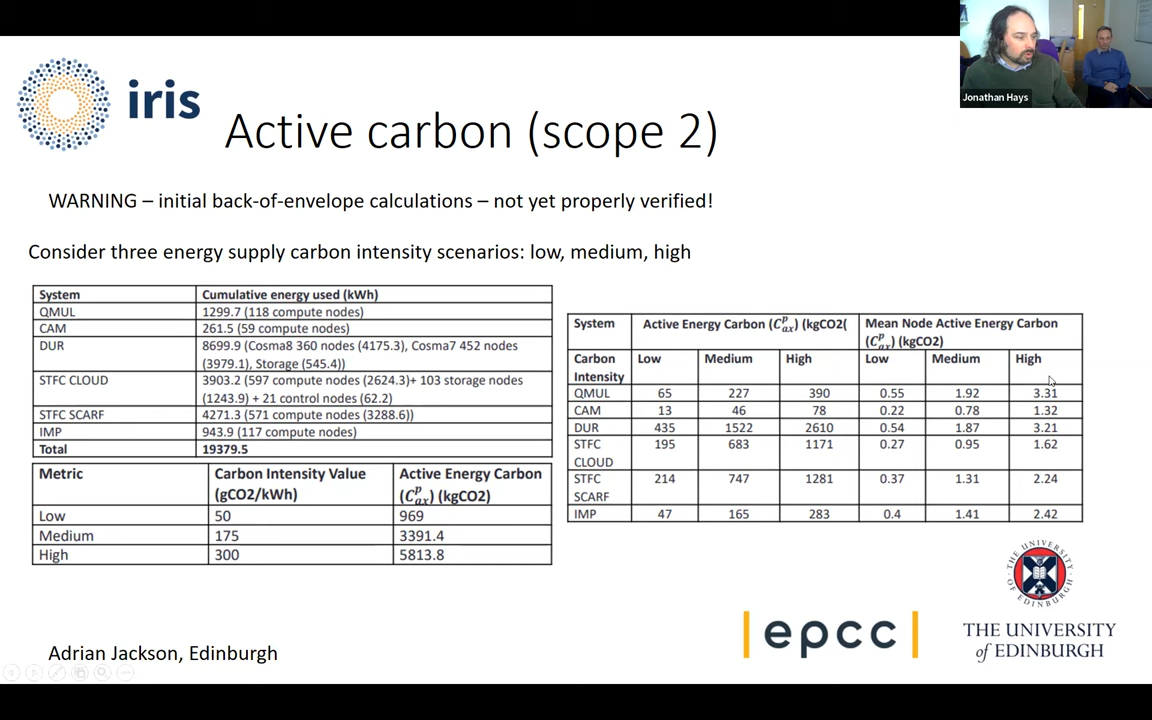 Jonathan Hays
iris
Active carbon (scope 2)
WARNING – initial back-of-envelope calculations – not yet properly verified!
Consider three energy supply carbon intensity scenarios: low, medium, high
System Cumulative energy used (kWh)
QMUL 1299.7 (118 compute nodes)
CAM 261.5 (59 compute nodes)
DUR 8699.9 (Cosma8 360 nodes (4175.3), Cosma7 452 nodes
(3979.1), Storage (545.4))
STFC CLOUD 3903.2 (597 compute nodes (2624.3)+ 103 storage nodes
(1243.9) + 21 control nodes (62.2)
STFC SCARF 4271.3 (571 compute nodes (3288.6))
IMP 943.9 (117 compute nodes)
Total 19379.5
Metric Carbon Intensity Value Active Energy Carbon
(gCO2/kWh) (C^p_ax) (kgCO2)
Low 50 969
Medium 175 3391.4
High 300 5813.8
System Active Energy Carbon (C^p_ax) (kgCO2( Mean Node Active Energy Carbon
(C^p_ax) (kgCO2)
Carbon Low Medium High Low Medium High
Intensity
QMUL 65 227 390 0.55 1.92 3.31
CAM 13 46 78 0.22 0.78 1.32
DUR 435 1522 2610 0.54 1.87 3.21
STFC 195 683 1171 0.27 0.95 1.62
CLOUD
STFC 214 747 1281 0.37 1.31 2.24
SCARF
IMP 47 165 283 0.4 1.41 2.42
Adrian Jackson, Edinburgh
epcc
THE UNIVERSITY
of EDINBURGH